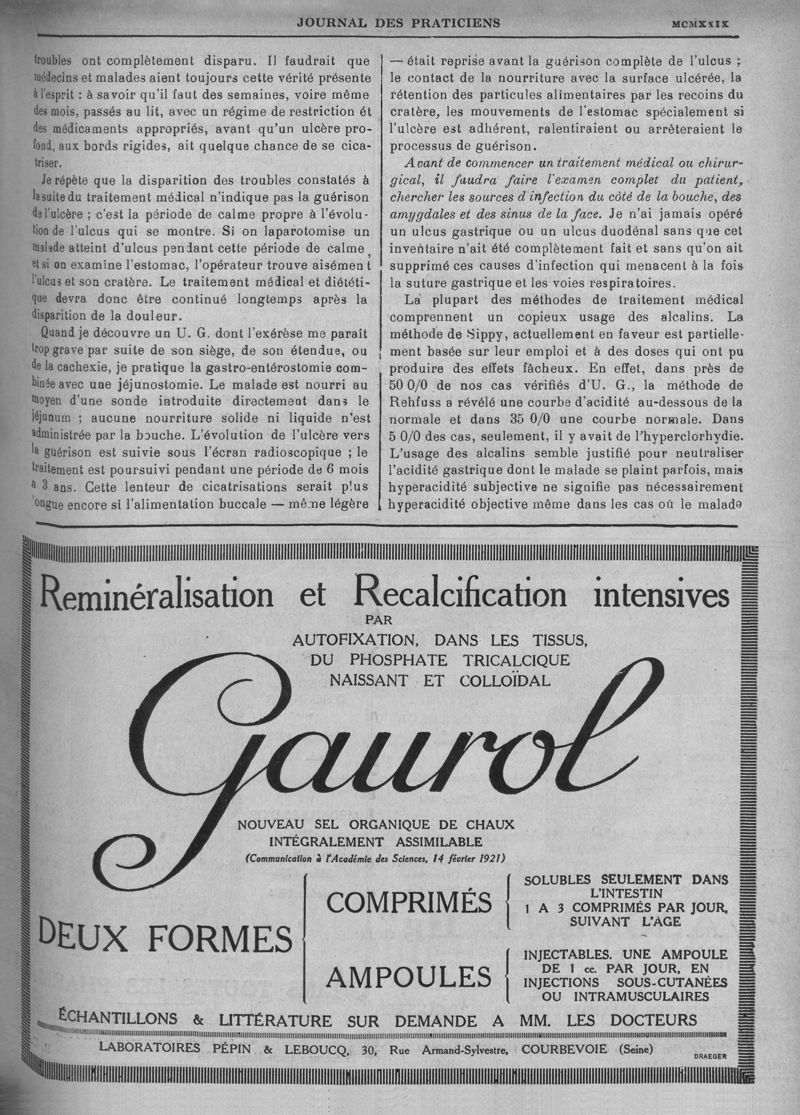 JOURNAL DES PRATICIENS
MCMXXIX
troubles ont complètement disparu. Il faudrait que
médecins et malades aient toujours cette vérité présente
à l'esprit : à savoir qu'il faut des semaines, voire même
des mois, passés au lit, avec un régime de restriction ét
des médicaments appropriés, avant qu'un ulcère pro-
fond, aux bords rigides, ait quelque chance de se cica-
triser.
Je répète que la disparition des troubles constatés à
la suite du traitement médical n'indique pas la guérison
de l'ulcère ; c'est la période de calme propre à l'évolu-
tion de l'ulcus qui se montre. Si on laparotomise un
malade atteint d'ulcus pendant cette période de calme,
et si on examine l'estomac, l'opérateur trouve aisément
l'ulcus et son cratère. Le traitement médical et diététi-
que devra donc être continué longtemps après la
disparition de la douleur.
Quand je découvre un U. G. dont l'exérèse me paraît
trop grave par suite de son siège, de son étendue, ou
de la cachexie, je pratique la gastro-entérostomie com-
binée avec une jéjunostomie. Le malade est nourri au
moyen d'une sonde introduite directement dans le
jéjunum ; aucune nourriture solide ni liquide n'est
administrée par la bouche. L'évolution de l'ulcère vers
la guérison est suivie sous l'écran radioscopique ; le
traitement est poursuivi pendant une période de 6 mois
à 3 ans. Cette lenteur de cicatrisations serait plus
longue encore si l'alimentation buccale — même légère
— était reprise avant la guérison complète de l'ulcus ;
le contact de la nourriture avec la surface ulcérée, la
rétention des particules alimentaires par les recoins du
cratère, les mouvements de l'estomac spécialement si
l'ulcère est adhérent, ralentiraient ou arrêteraient le
processus de guérison.
Avant de commencer un traitement médical ou chirur-
gical, il faudra faire l'examen complet du patient,
chercher les sources d'infection du côté de la bouche, des
amygdales et des sinus de la face. Je n'ai jamais opéré
un ulcus gastrique ou un ulcus duodénal sans que cet
inventaire n'ait été complètement fait et sans qu'on ait
supprimé ces causes d'infection qui menacent à la fois
la suture gastrique et les voies respiratoires.
La plupart des méthodes de traitement médical
comprennent un copieux usage des alcalins. La
méthode de Sippy, actuellement en faveur est partielle-
ment basée sur leur emploi et à des doses qui ont pu
produire des effets fâcheux. En effet, dans près de
50 0/0 de nos cas vérifiés d'U. G., la méthode de
Rehfuss a révélé une courbe d'acidité au-dessous de la
normale et dans 35 0/0 une courbe normale. Dans
5 0/0 des cas, seulement, il y avait de l'hyperclorhydie.
L'usage des alcalins semble justifié pour neutraliser
l'acidité gastrique dont le malade se plaint parfois, mais
hyperacidité subjective ne signifie pas nécessairement
hyperacidité objective même dans les cas où le malade
Reminéralisation et Recalcification intensives
PAR
AUTOFIXATION, DANS LES TISSUS,
DU PHOSPHATE TRICALCIQUE
NAISSANT ET COLLOÏDAL
Gaurol
NOUVEAU SEL ORGANIQUE DE CHAUX
INTÉGRALEMENT ASSIMILABLE
(Communication à l'Académie des Sciences, 14 février 1921)
DEUX FORMES
COMPRIMÉS
SOLUBLES SEULEMENT DANS
L'INTESTIN
1 A 3 COMPRIMÉS PAR JOUR,
SUIVANT L'AGE
AMPOULES
INJECTABLES. UNE AMPOULE
DE 1 cc. PAR JOUR, EN
INJECTIONS SOUS-CUTANÉES
OU INTRAMUSCULAIRES
ÉCHANTILLONS & LITTÉRATURE SUR DEMANDE A MM. LES DOCTEURS
LABORATOIRES PÉPIN & LEBOUCQ, 30, Rue Armand-Sylvestre, COURBEVOIE (Seine)
DRAEGER